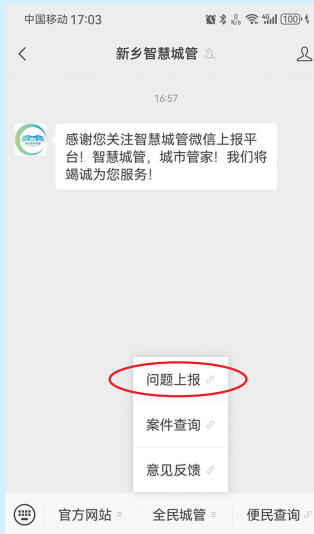 中国移动 17:03 100
新乡智慧城管
16:57
感谢您关注智慧城管微信上报平
台！智慧城管，城市管家！我们将
竭诚为您服务！
问题上报
案件查询
意见反馈
官方网站 全民城管 便民查询